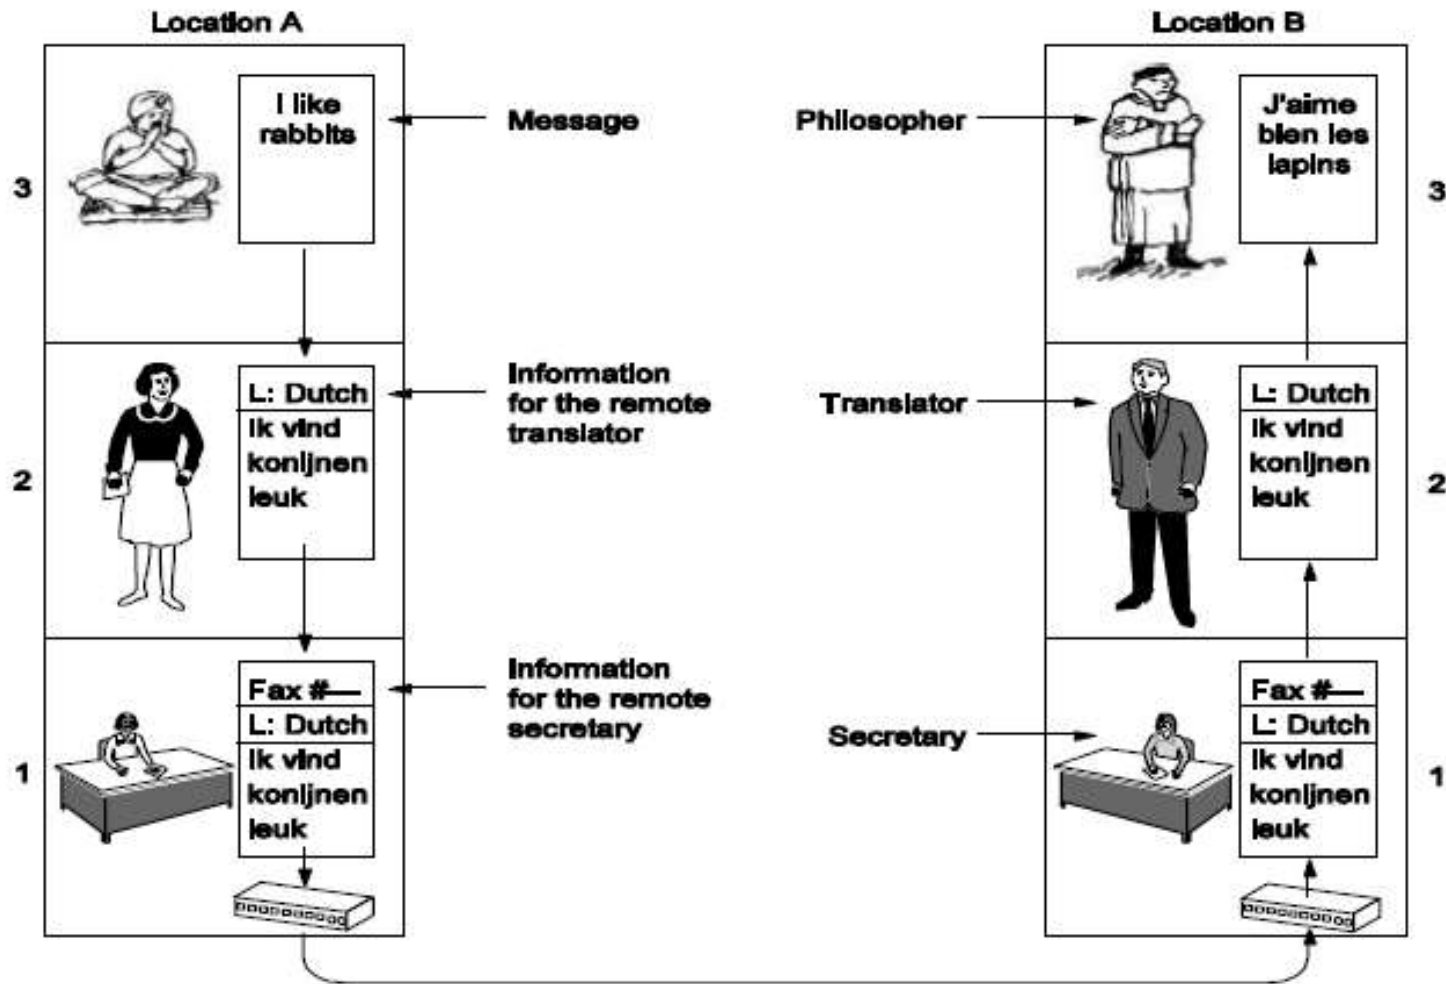 Location A
Location B
I like
rabbits
Message
Philosopher
J'aime
bien les
lapins
3
3
L: Dutch
Ik vind
konijnen
leuk
Information
for the remote
translator
Translator
L: Dutch
Ik vind
konijnen
leuk
2
2
Fax #—
L: Dutch
Ik vind
konijnen
leuk
Information
for the remote
secretary
Secretary
Fax #—
L: Dutch
Ik vind
konijnen
leuk
1
1